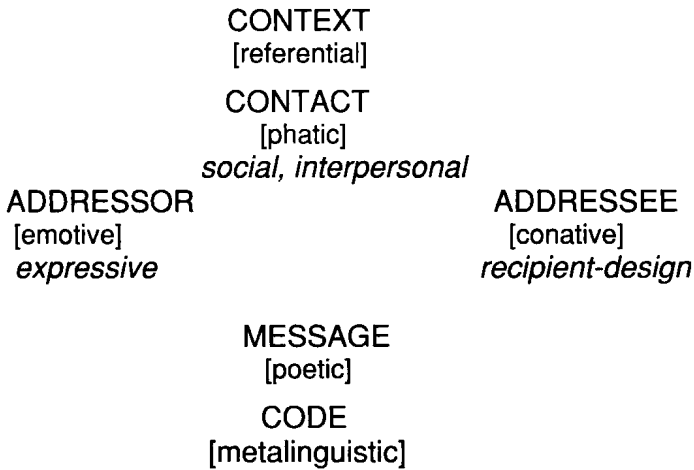 CONTEXT
[referential]
CONTACT
[phatic]
social, interpersonal
ADDRESSOR ADDRESSEE
[emotive] [conative]
expressive recipient-design
MESSAGE
[poetic]
CODE
[metalinguistic]